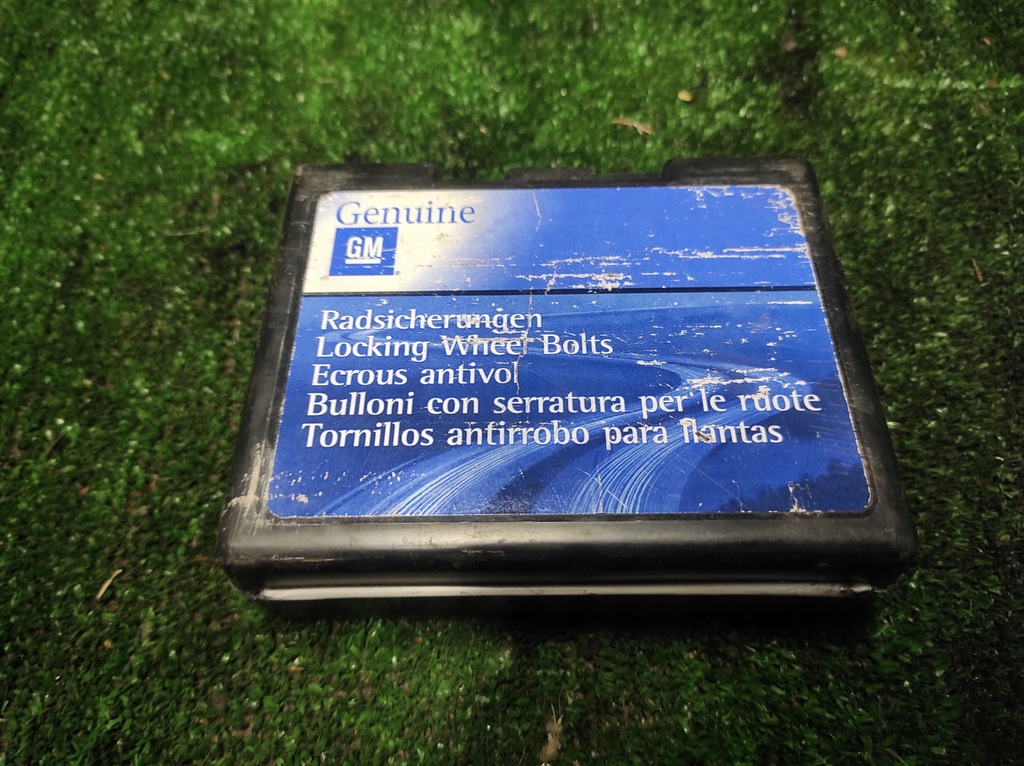 Genuine
GM
Radsicherungen
Locking Wheel Bolts
Ecrous antivol
Bulloni con serratura per le ruote
Tornillos antirrobo para llantas